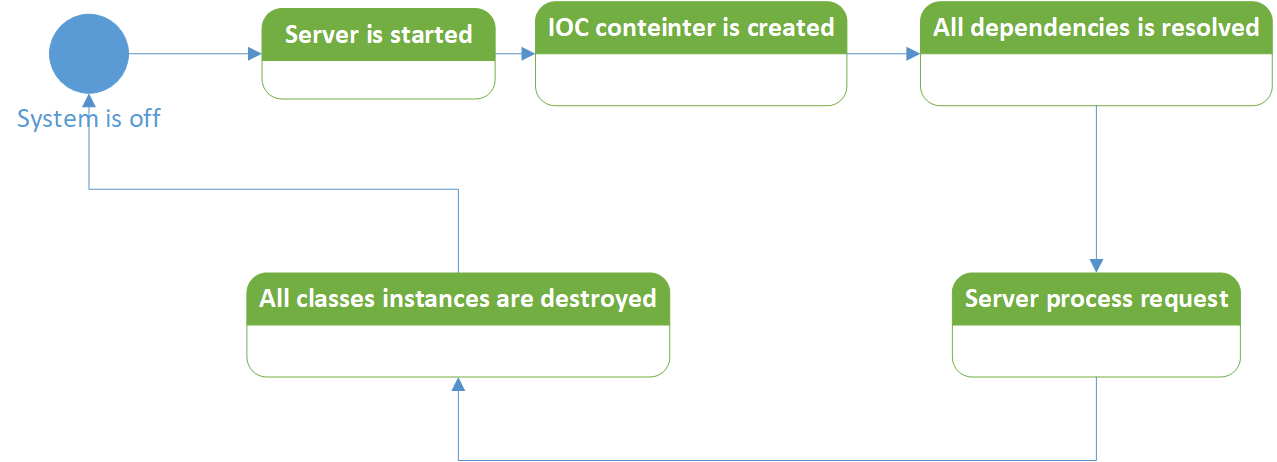 Server is started
IOC conteinter is created
All dependencies is resolved
System is off
All classes instances are destroyed
Server process request